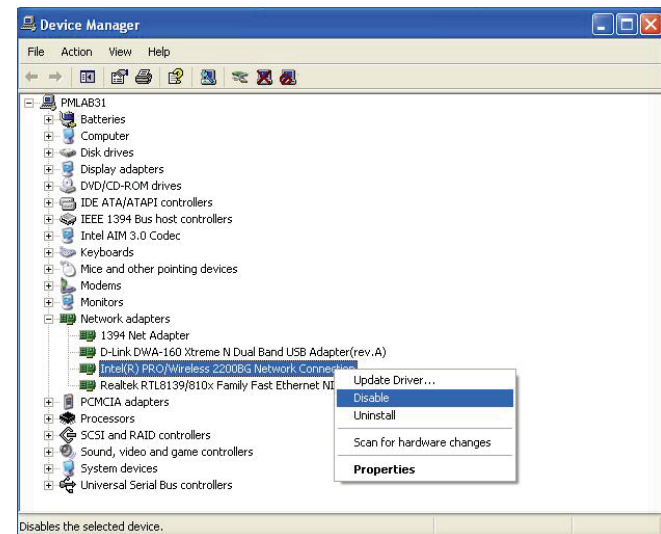 Device Manager
File Action View Help
PMLAB31
Batteries
Computer
Disk drives
Display adapters
DVD/CD-ROM drives
IDE ATA/ATAPI controllers
IEEE 1394 Bus host controllers
Intel AIM 3.0 Codec
Keyboards
Mice and other pointing devices
Modems
Monitors
Network adapters
1394 Net Adapter
D-Link DWA-160 Xtreme N Dual Band USB Adapter(rev.A)
Intel(R) PRO/Wireless 2200BG Network Connection
Realtek RTL8139/810x Family Fast Ethernet NI
PCMCIA adapters
Processors
SCSI and RAID controllers
Sound, video and game controllers
System devices
Universal Serial Bus controllers
Update Driver...
Disable
Uninstall
Scan for hardware changes
Properties
Disables the selected device.